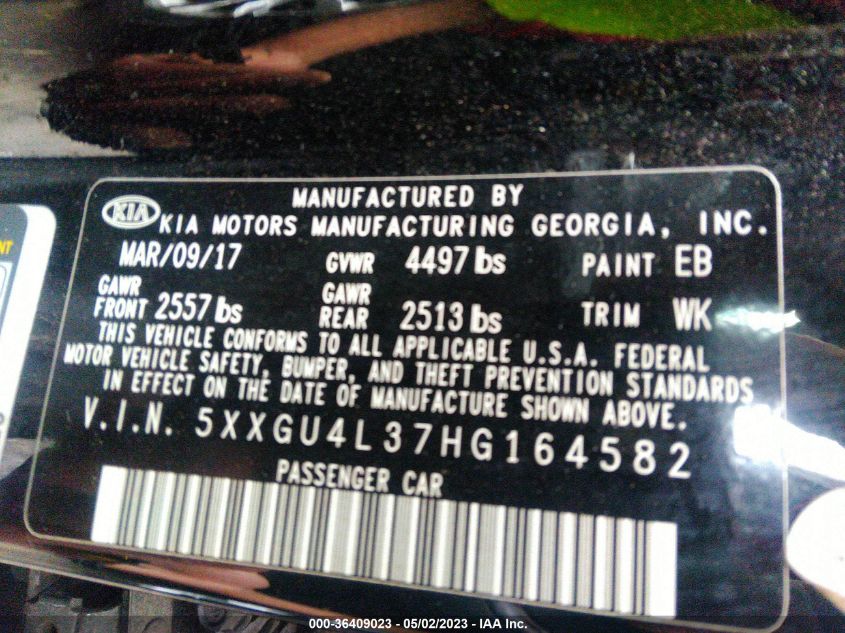 MANUFACTURED BY
KIA KIA MOTORS MANUFACTURING GEORGIA, INC.
MAR/09/17 GVWR 4497 lbs PAINT EB
GAWR GAWR
FRONT 2557 lbs REAR 2513 lbs TRIM WK
THIS VEHICLE CONFORMS TO ALL APPLICABLE U.S.A. FEDERAL
MOTOR VEHICLE SAFETY, BUMPER, AND THEFT PREVENTION STANDARDS
IN EFFECT ON THE DATE OF MANUFACTURE SHOWN ABOVE.
V.I.N. 5XXGU4L37HG164582
PASSENGER CAR
000-36409023 - 05/02/2023 - IAA Inc.